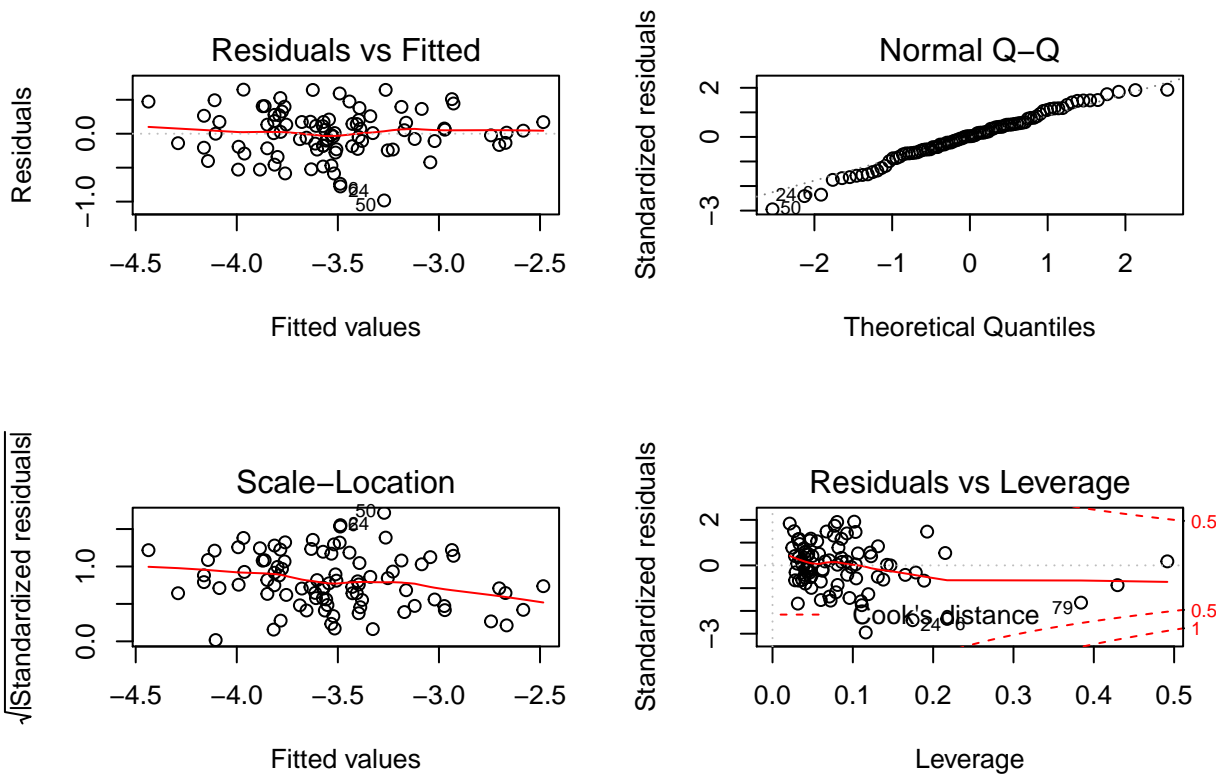 Residuals vs Fitted
Residuals
0.0
−1.0
24
6
50
−4.5 −4.0 −3.5 −3.0 −2.5
Fitted values
Normal Q−Q
Standardized residuals
2
0
−3
24 6
50
−2 −1 0 1 2
Theoretical Quantiles
Scale−Location
√|Standardized residuals|
1.0
0.0
50
6
24
−4.5 −4.0 −3.5 −3.0 −2.5
Fitted values
Residuals vs Leverage
Standardized residuals
2
0
−3
0.5
0.5
1
79
Cook's distance
24 6
0.0 0.1 0.2 0.3 0.4 0.5
Leverage